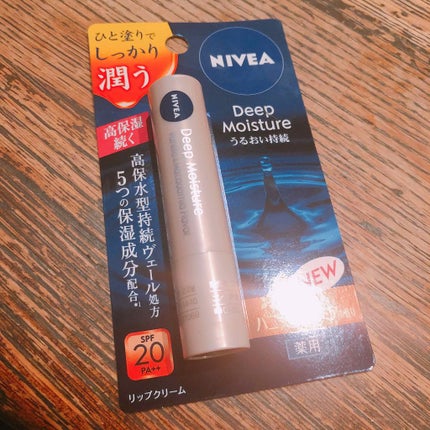 ひと塗りで
しっかり
潤う
高保湿
続く
高保水型持続ヴェール処方
5つの保湿成分
配合*1
SPF
20
PA++
リップクリーム
NIVEA
Deep Moisture
NIVEA
Deep
Moisture
うるおい持続
NEW
ハニ
薬用